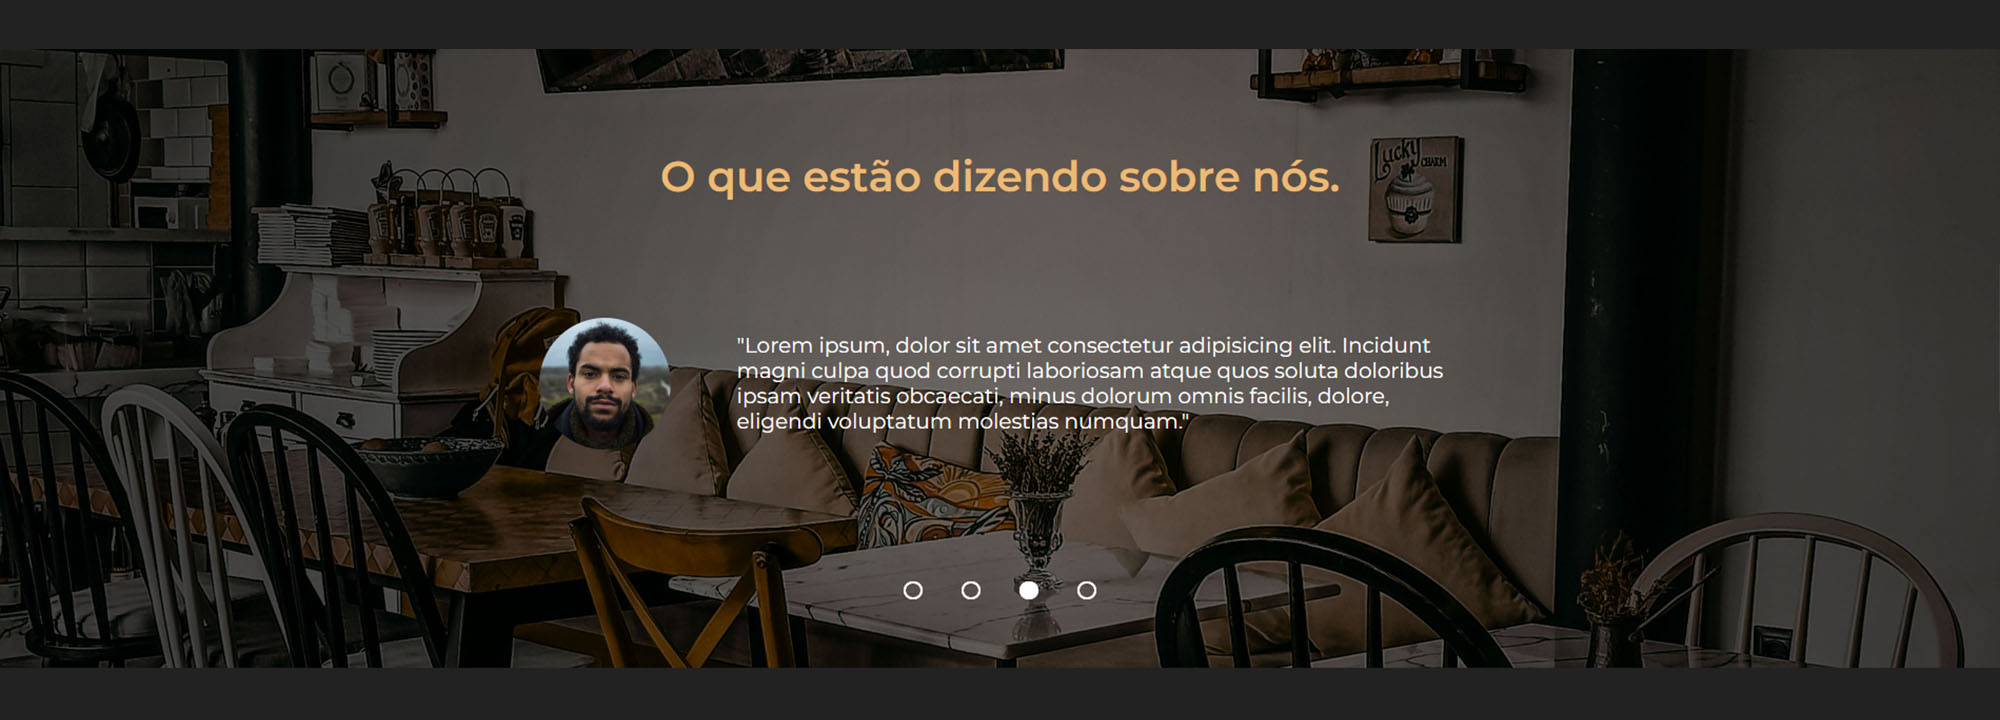 O que estão dizendo sobre nós.
Lucky
CHARM
"Lorem ipsum, dolor sit amet consectetur adipisicing elit. Incidunt
magni culpa quod corrupti laboriosam atque quos soluta doloribus
ipsam veritatis obcaecati, minus dolorum omnis facilis, dolore,
eligendi voluptatum molestias numquam."